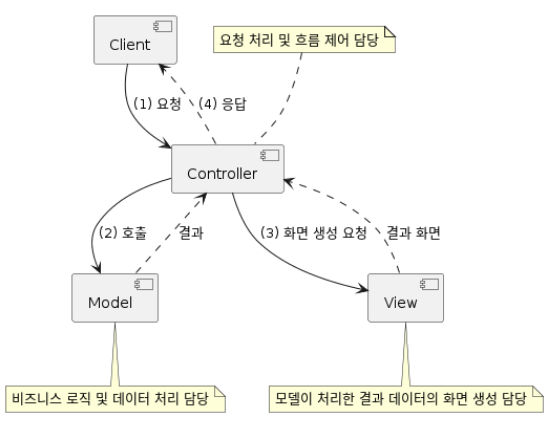 Client
요청 처리 및 흐름 제어 담당
(1) 요청
(4) 응답
Controller
(2) 호출
결과
(3) 화면 생성 요청
결과 화면
Model
View
비즈니스 로직 및 데이터 처리 담당
모델이 처리한 결과 데이터의 화면 생성 담당